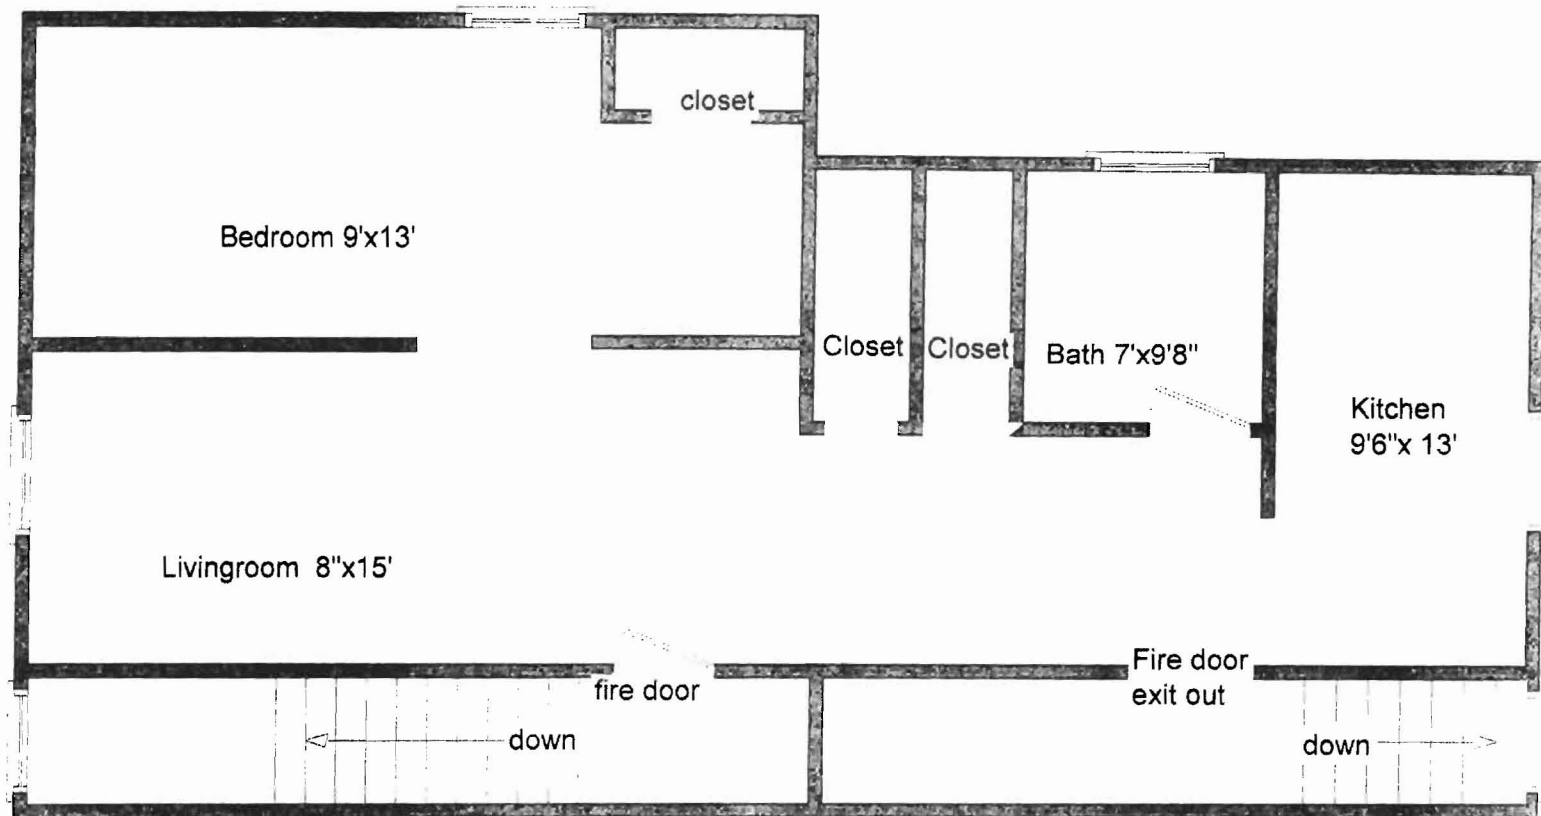 closet
Bedroom 9'x13'
Closet
Closet
Bath 7'x9'8"
Kitchen
9'6"x 13'
Livingroom  8"x15'
fire door
Fire door
exit out
down
down